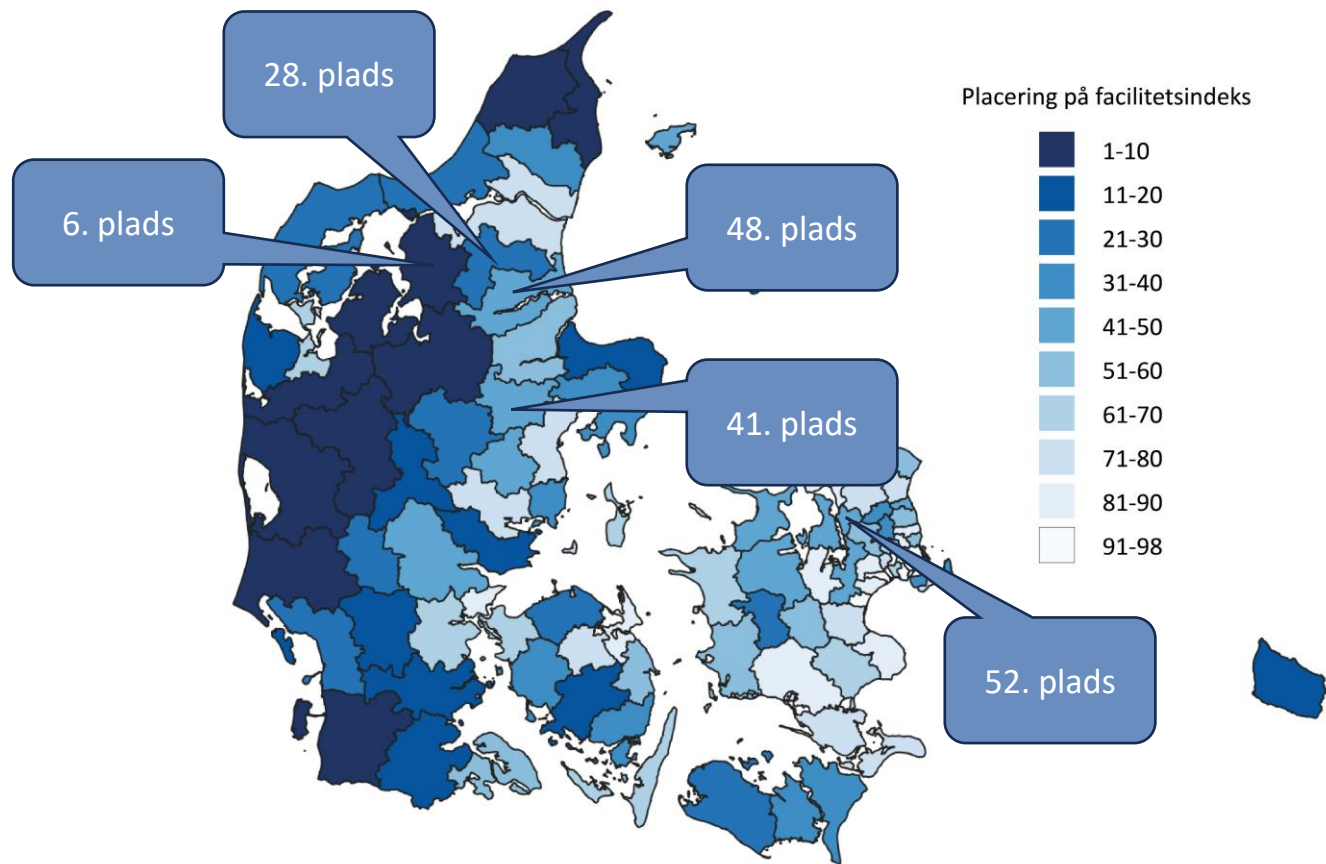 28. plads
6. plads
48. plads
41. plads
52. plads
Placering på facilitetsindeks
1-10
11-20
21-30
31-40
41-50
51-60
61-70
71-80
81-90
91-98